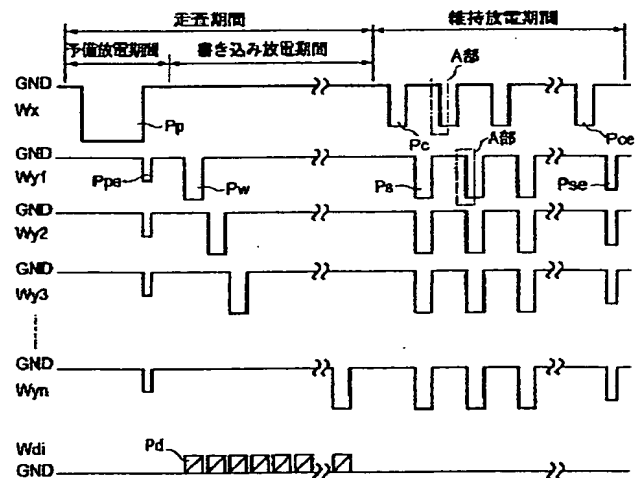 走査期間
維持放電期間
予備放電期間
書き込み放電期間
A部
GND
Wx
Pp
Pc
Pce
A部
GND
Wy1
Ppe
Pw
Ps
Pse
GND
Wy2
GND
Wy3
GND
Wyn
Wdi
Pd
GND